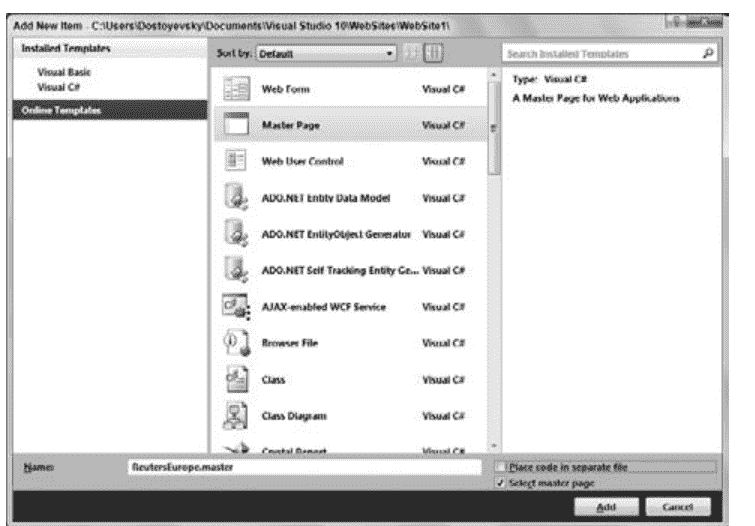 Add New Item - C:\Users\Dostoyevsky\Documents\Visual Studio 10\WebSites\WebSite1\
Installed Templates
Visual Basic
Visual C#
Online Templates
Sort by: Default
Search Installed Templates
Web Form Visual C#
Master Page Visual C#
Web User Control Visual C#
ADO.NET Entity Data Model Visual C#
ADO.NET EntityObject Generator Visual C#
ADO.NET Self Tracking Entity Ge... Visual C#
AJAX-enabled WCF Service Visual C#
Browser File Visual C#
Class Visual C#
Class Diagram Visual C#
Crystal Report Visual C#
Type: Visual C#
A Master Page for Web Applications
Name: ReutersEurope.master
Place code in separate file
Select master page
Add Cancel